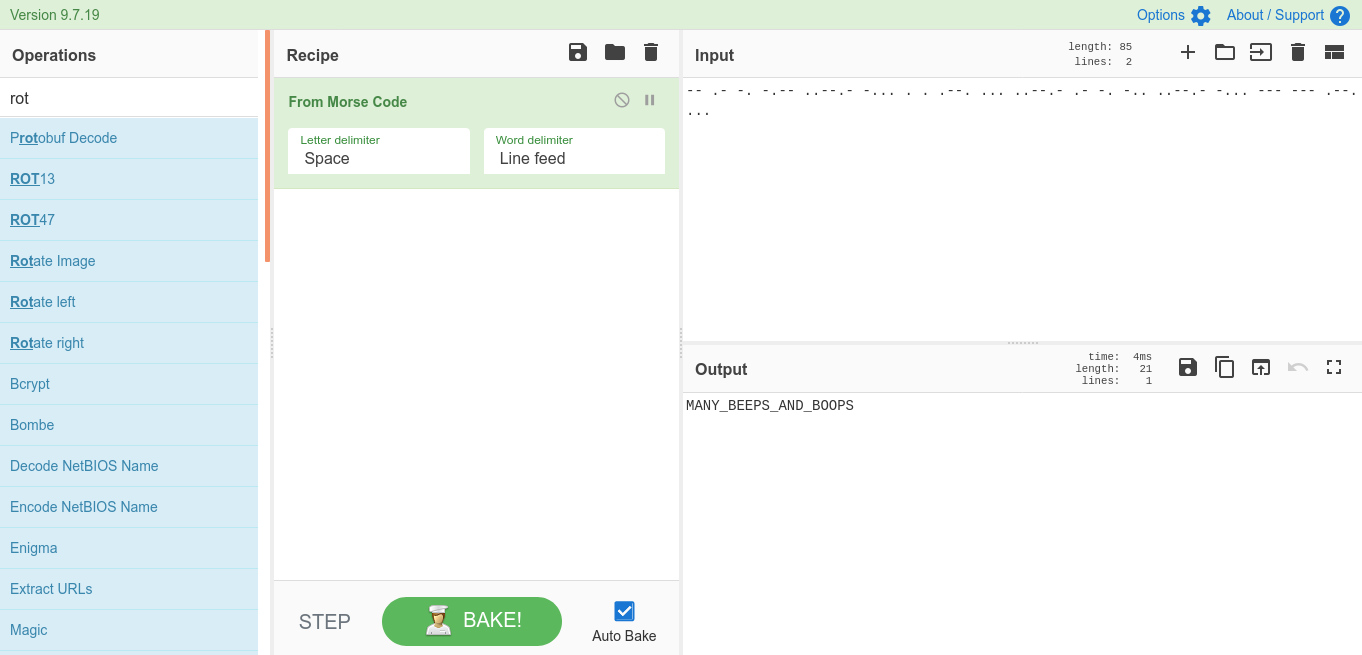 Version 9.7.19
Options
About / Support
Operations
rot
Protobuf Decode
ROT13
ROT47
Rotate Image
Rotate left
Rotate right
Bcrypt
Bombe
Decode NetBIOS Name
Encode NetBIOS Name
Enigma
Extract URLs
Magic
Recipe
From Morse Code
Letter delimiter
Space
Word delimiter
Line feed
STEP
BAKE!
Auto Bake
Input
length: 85
lines: 2
-- .- -. -.-- ..--.- -... . . .--. ... ..--.- .- -. -.. ..--.- -... --- --- .--.
...
Output
time: 4ms
length: 21
lines: 1
MANY_BEEPS_AND_BOOPS